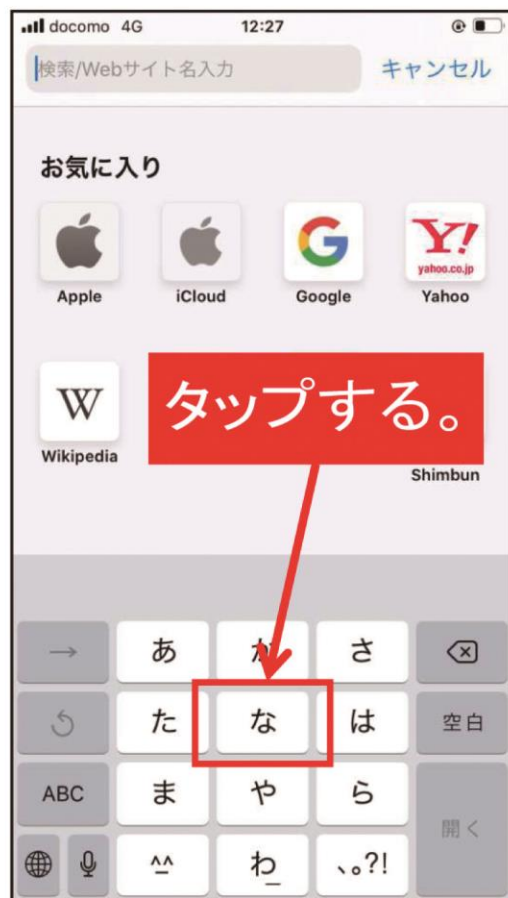 docomo 4G 12:27
検索/Webサイト名入力 キャンセル
お気に入り
G Y!
yahoo.co.jp
Apple iCloud Google Yahoo
W
タップする。
Wikipedia
Shimbun
→ あ か さ
た な は 空白
ABC ま や ら
開く
^^ わ_ 、。?!